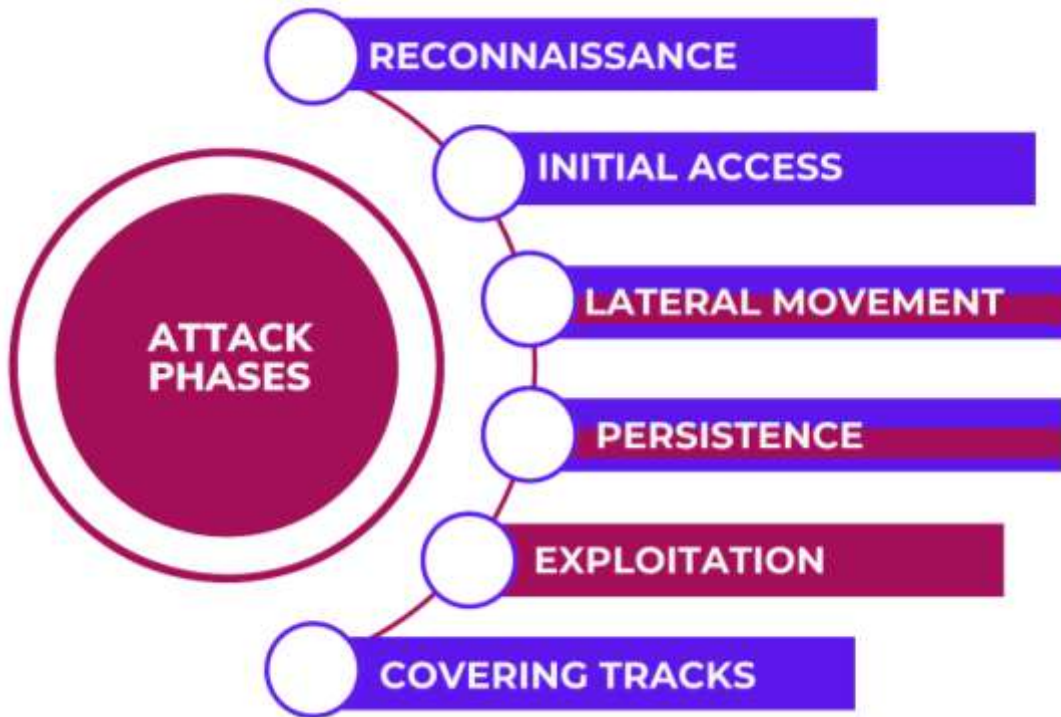 ATTACK
PHASES
RECONNAISSANCE
INITIAL ACCESS
LATERAL MOVEMENT
PERSISTENCE
EXPLOITATION
COVERING TRACKS